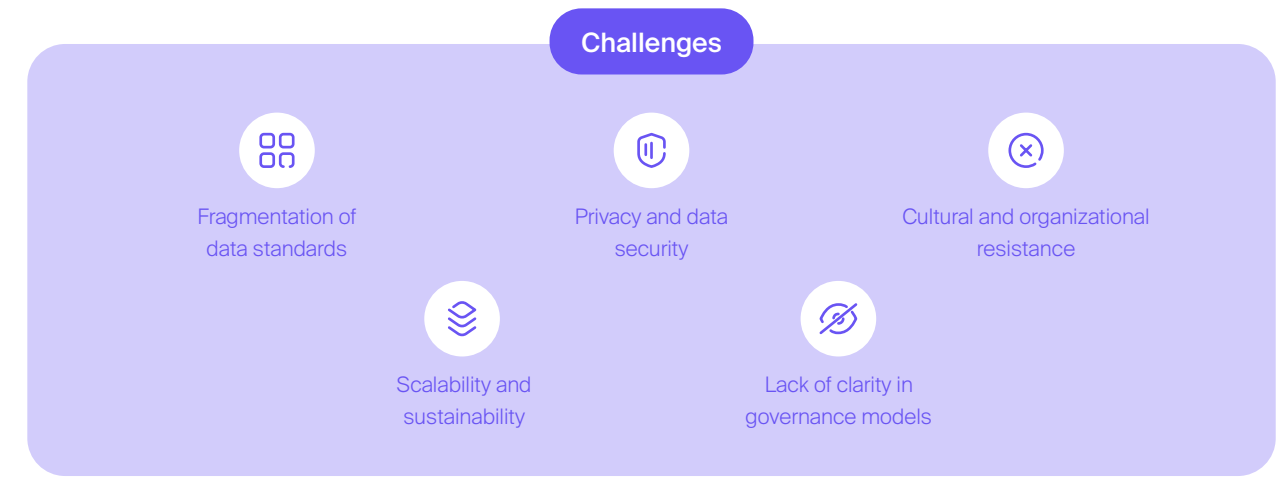 Challenges
Fragmentation of
data standards
Privacy and data
security
Cultural and organizational
resistance
Scalability and
sustainability
Lack of clarity in
governance models